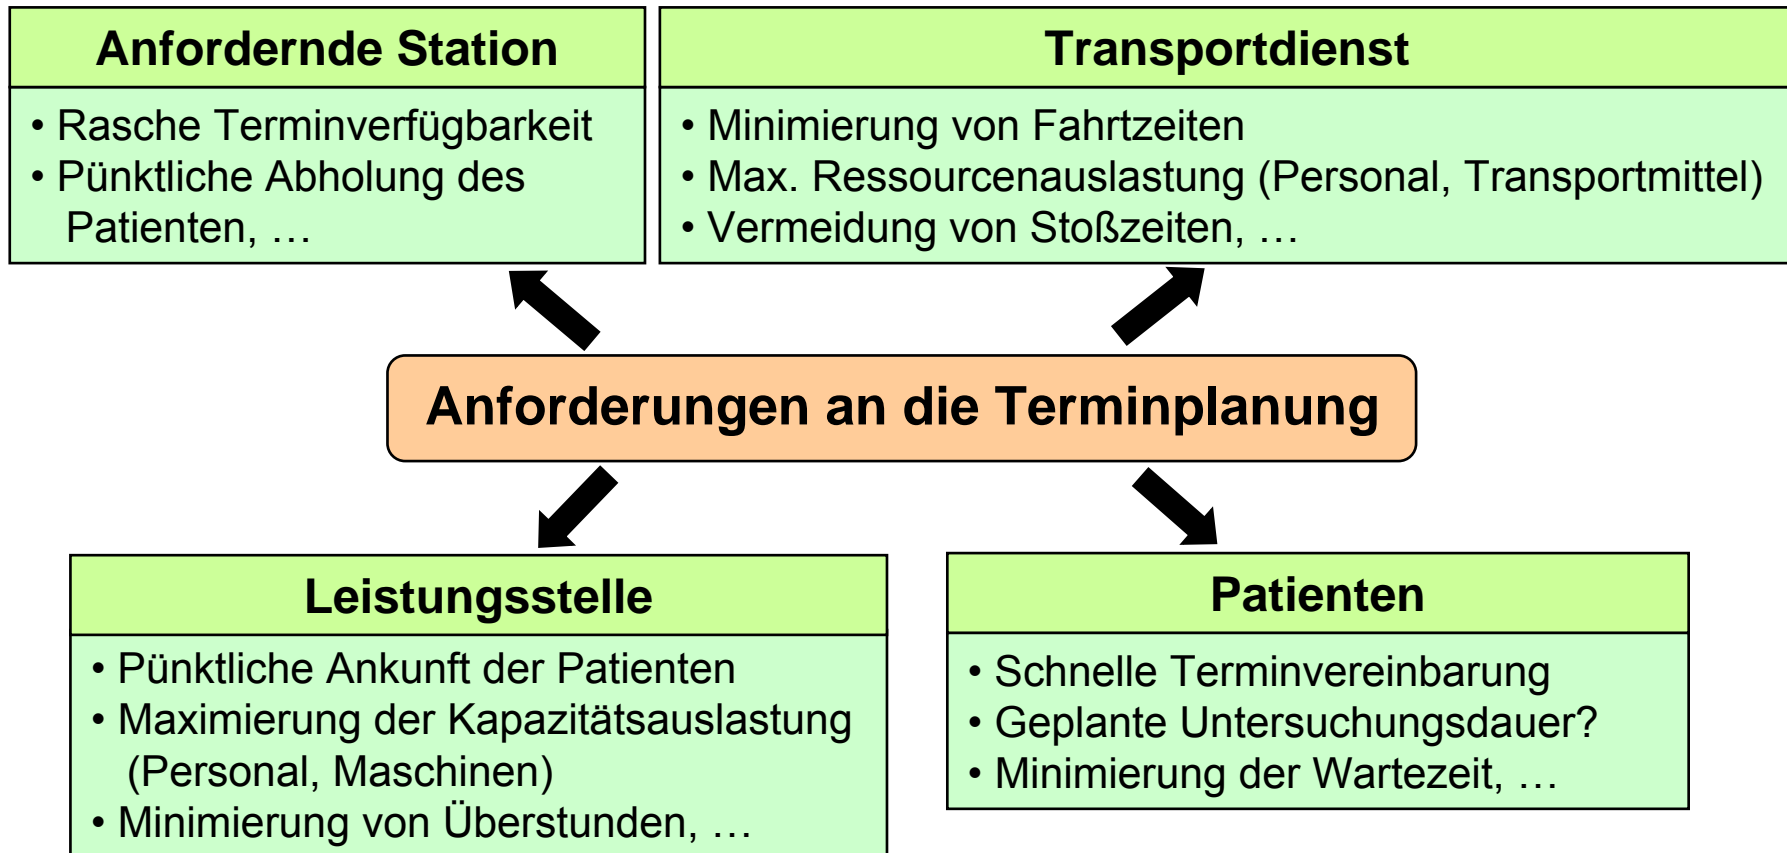 Anfordernde Station
• Rasche Terminverfügbarkeit
• Pünktliche Abholung des
Patienten, …
Transportdienst
• Minimierung von Fahrtzeiten
• Max. Ressourcenauslastung (Personal, Transportmittel)
• Vermeidung von Stoßzeiten, …
Anforderungen an die Terminplanung
Leistungsstelle
• Pünktliche Ankunft der Patienten
• Maximierung der Kapazitätsauslastung
(Personal, Maschinen)
• Minimierung von Überstunden, …
Patienten
• Schnelle Terminvereinbarung
• Geplante Untersuchungsdauer?
• Minimierung der Wartezeit, …